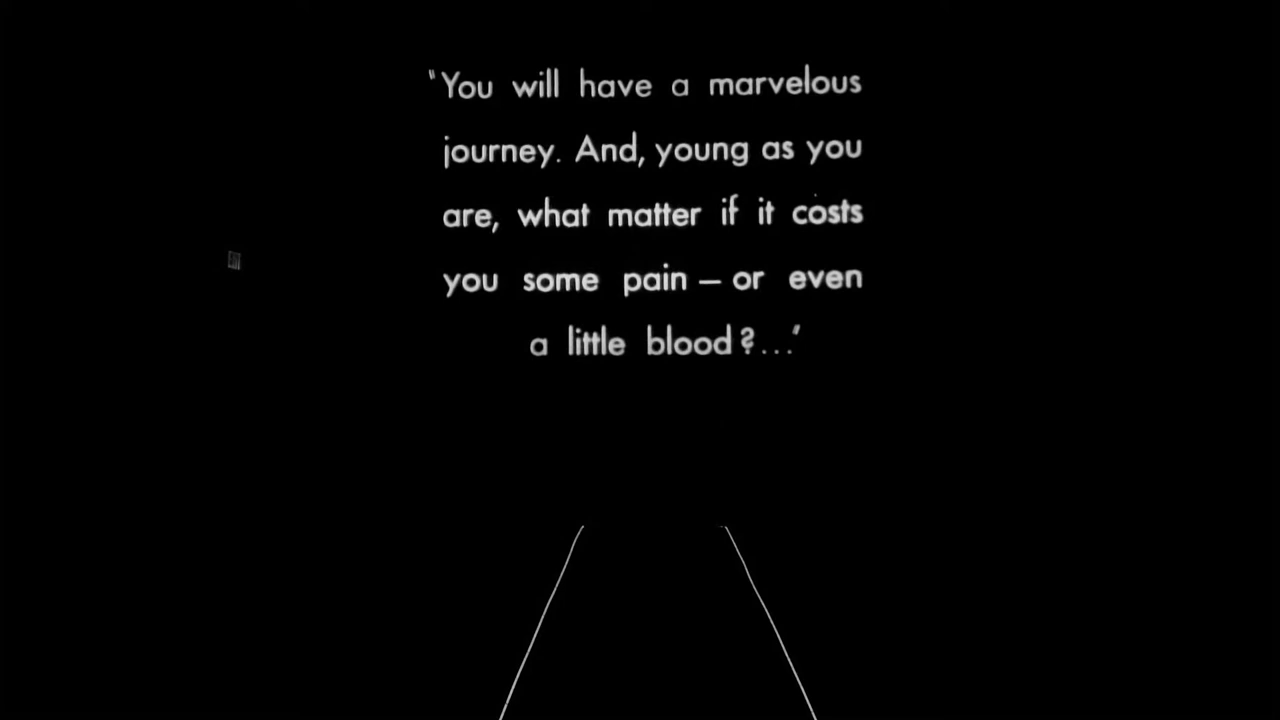 "You will have a marvelous
journey. And, young as you
are, what matter if it costs
you some pain — or even
a little blood?..."